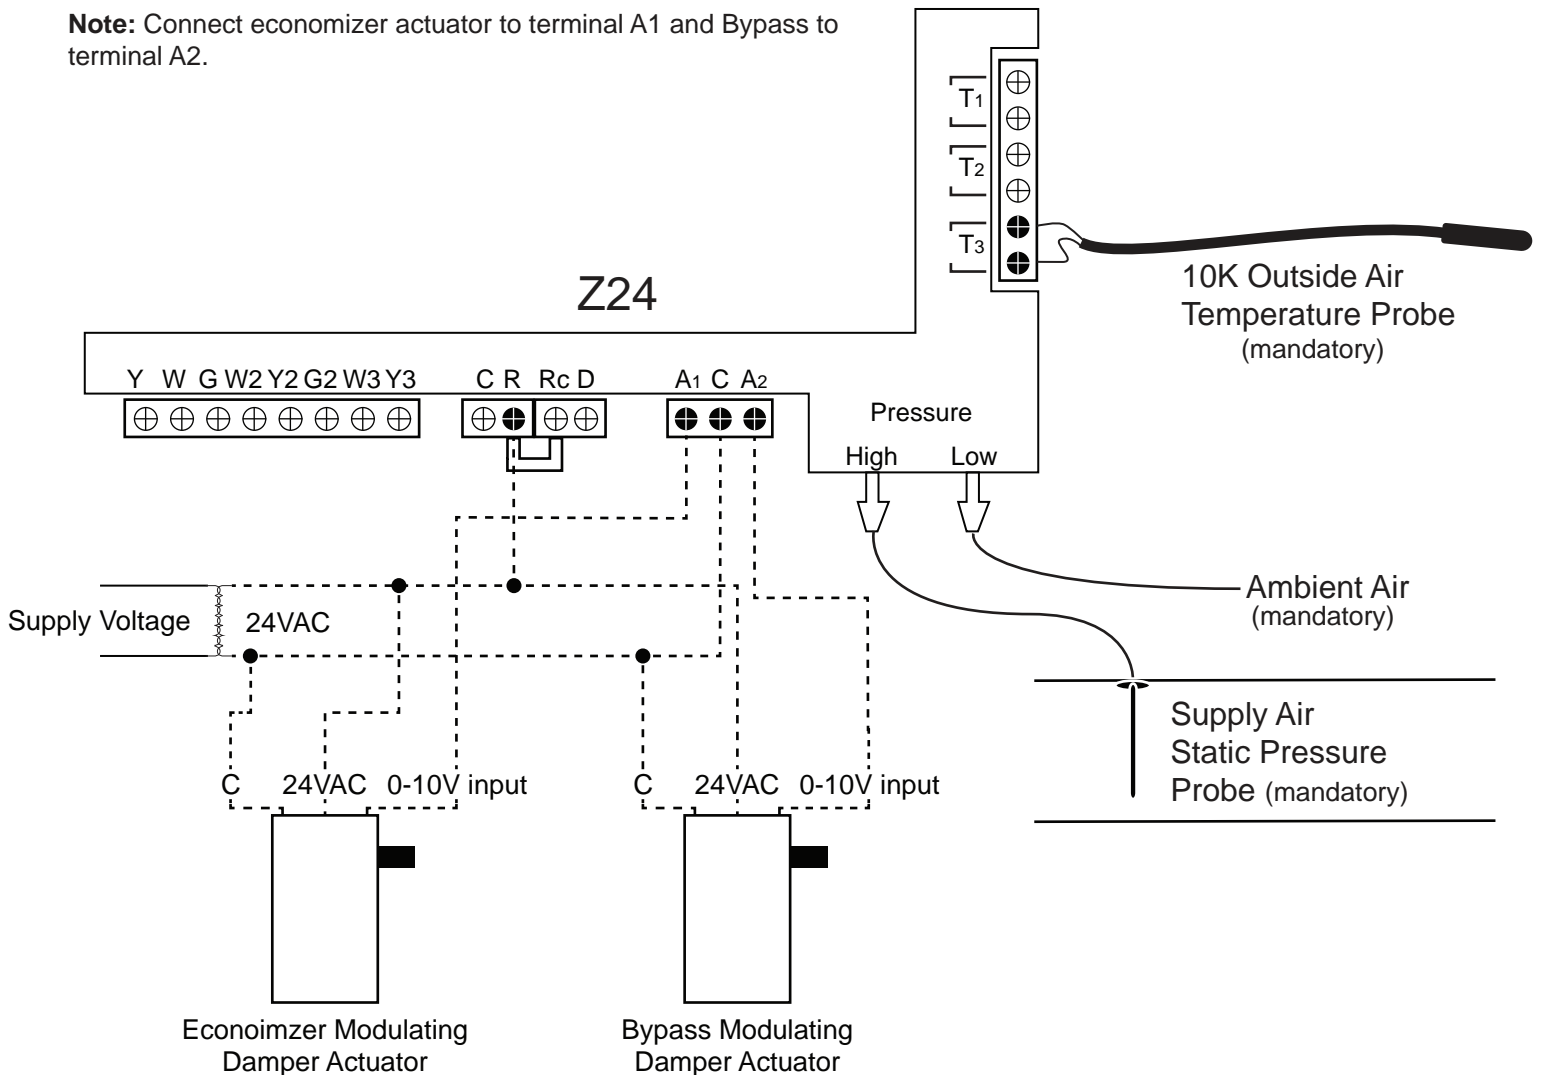 Note: Connect economizer actuator to terminal A1 and Bypass to
terminal A2.
T1
T2
T3
10K Outside Air
Temperature Probe
(mandatory)
Z24
Y W G W2 Y2 G2 W3 Y3
C R Rc D
A1 C A2
Pressure
High Low
Ambient Air
(mandatory)
Supply Voltage
24VAC
Supply Air
Static Pressure
Probe (mandatory)
C 24VAC 0-10V input
C 24VAC 0-10V input
Econoimzer Modulating
Damper Actuator
Bypass Modulating
Damper Actuator